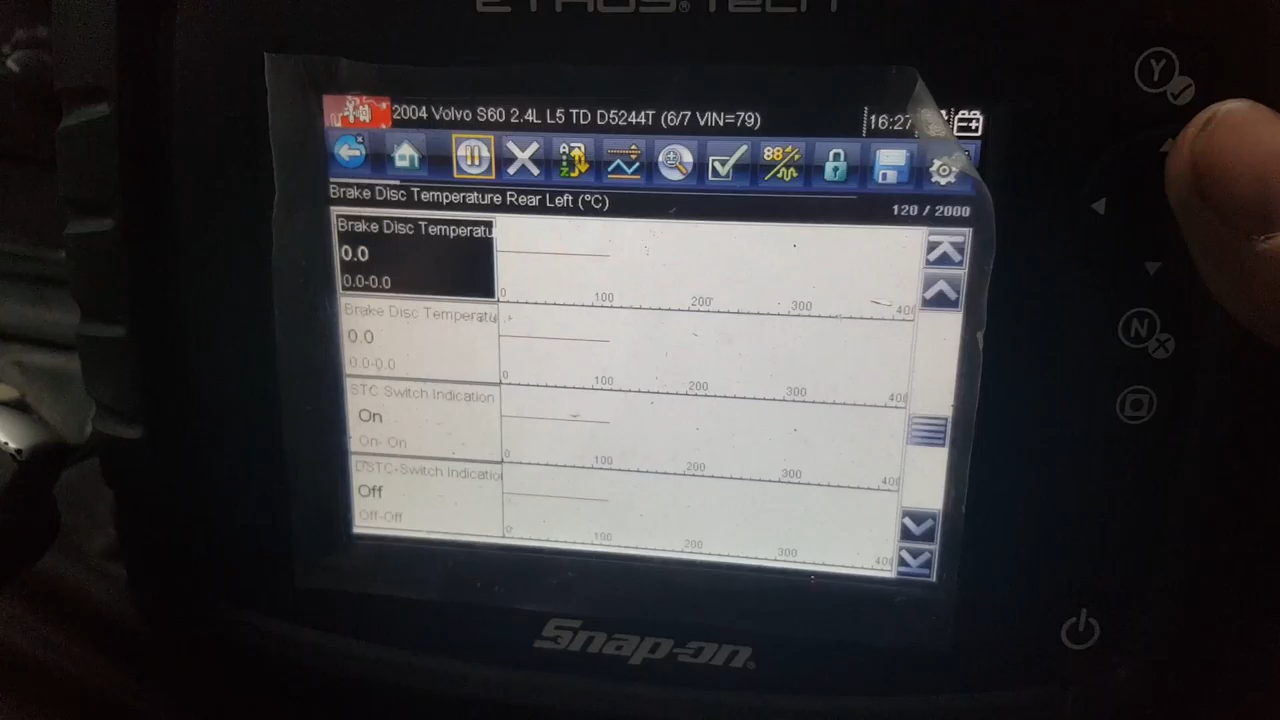 ETHOS® TECH
2004 Volvo S60 2.4L L5 TD D5244T (6/7 VIN=79)
16:27
Brake Disc Temperature Rear Left (ºC)
120 / 2000
Brake Disc Temperatu
0.0
0.0-0.0
0 100 200 300 40
Brake Disc Temperatu
0.0
0.0-0.0
0 100 200 300 40
STC Switch Indication
On
On- On
0 100 200 300 40
DSTC-Switch Indicatio
Off
Off-Off
0 100 200 300 40
Snap-on®
Y
N